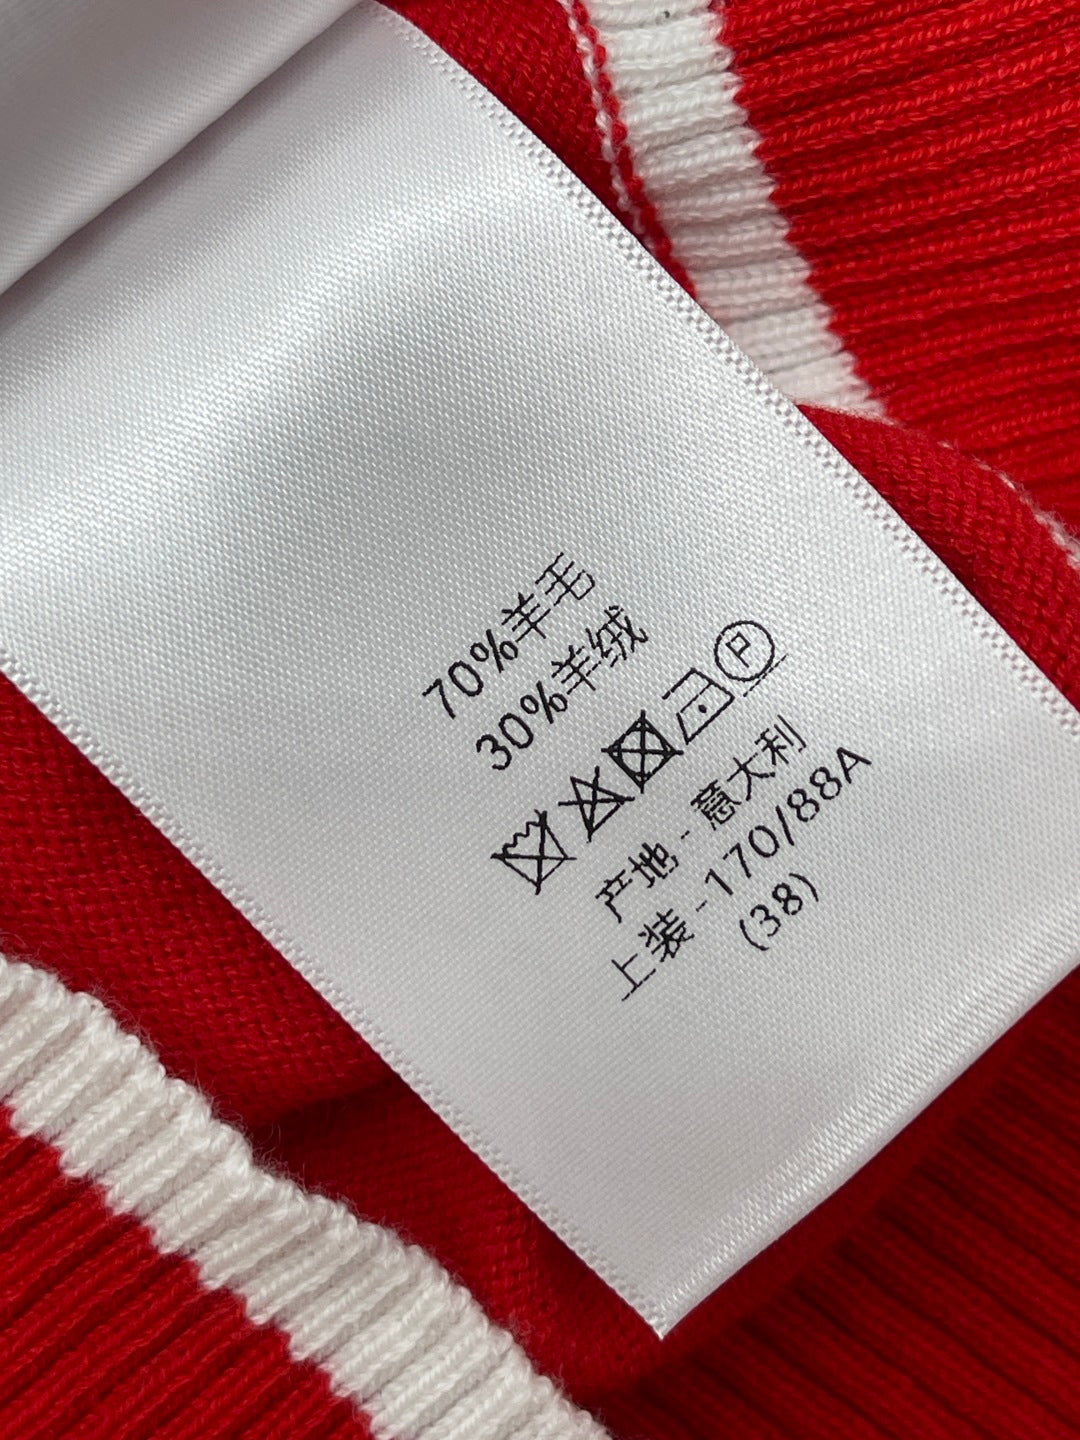 70%羊毛
30%羊绒
P
产地 - 意大利
上装 - 170/88A
(38)